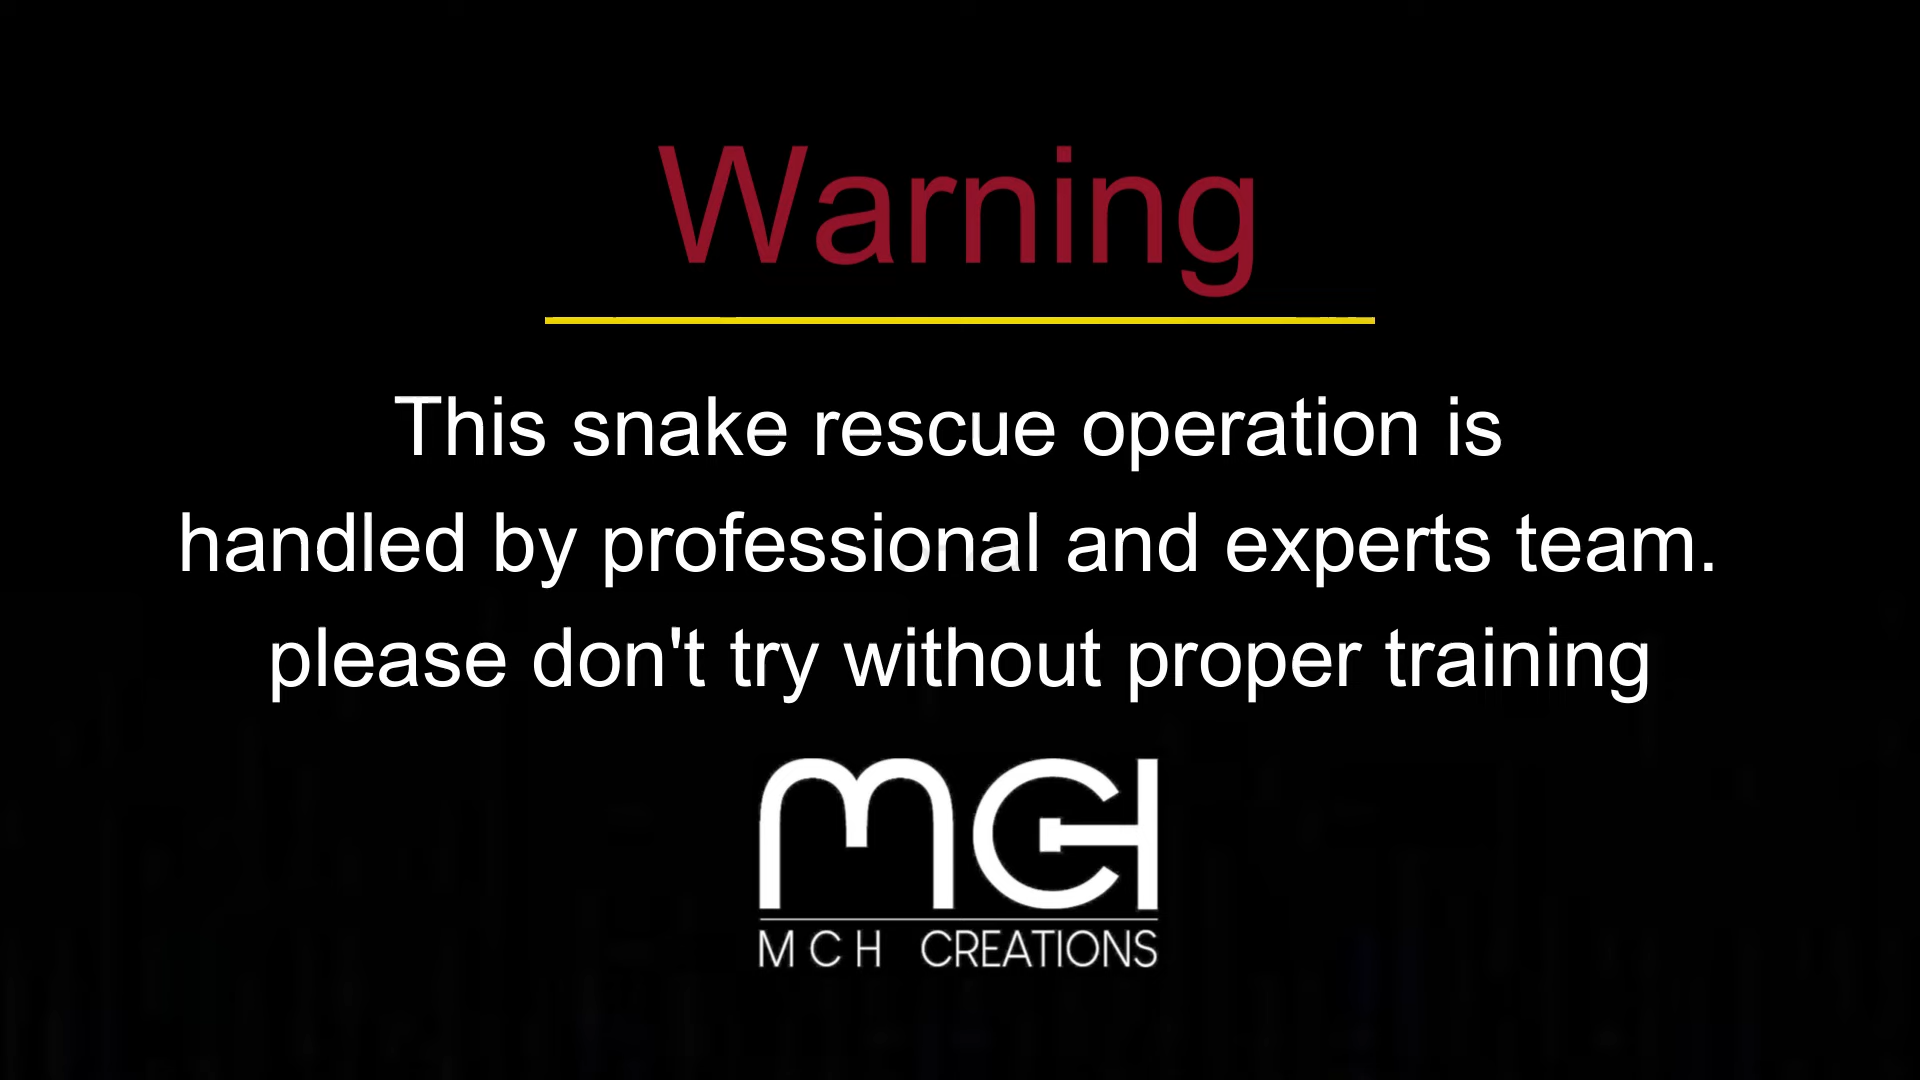 Warning
This snake rescue operation is
handled by professional and experts team.
please don't try without proper training
MCH
MCH CREATIONS